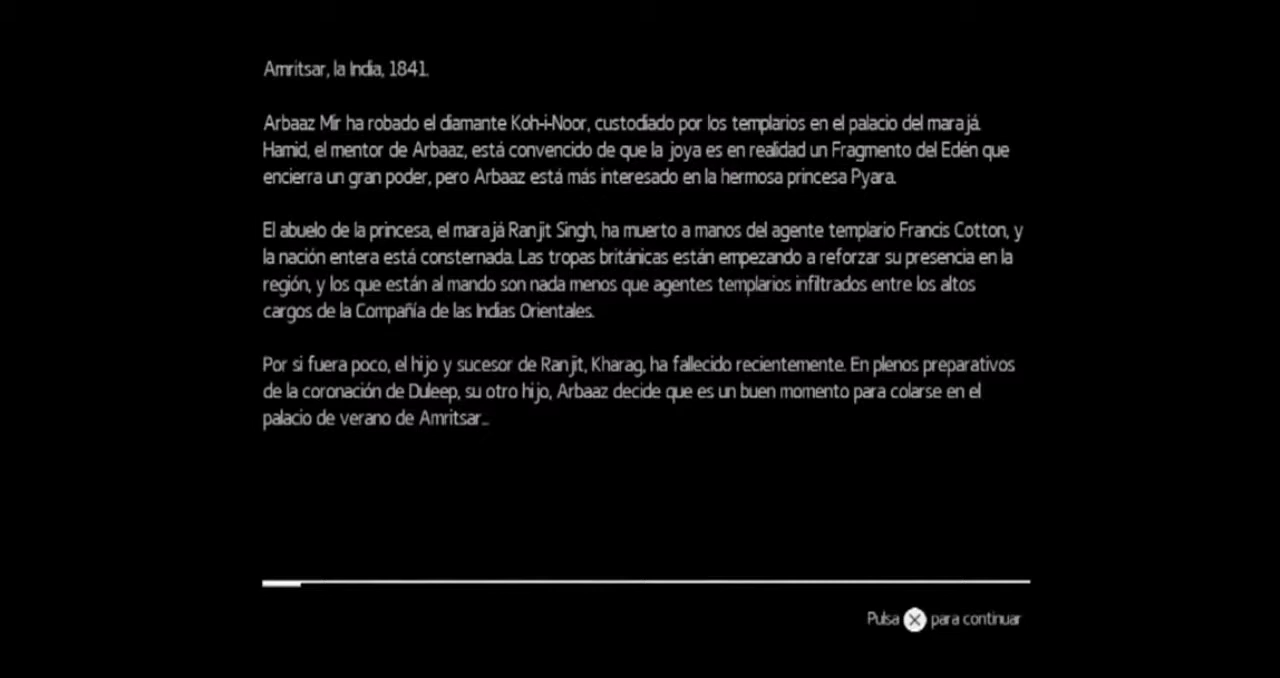 Amritsar, la India, 1841.
Arbaaz Mir ha robado el diamante Koh-i-Noor, custodiado por los templarios en el palacio del marajá.
Hamid, el mentor de Arbaaz, está convencido de que la joya es en realidad un Fragmento del Edén que
encierra un gran poder, pero Arbaaz está más interesado en la hermosa princesa Pyara.
El abuelo de la princesa, el marajá Ranjit Singh, ha muerto a manos del agente templario Francis Cotton, y
la nación entera está consternada. Las tropas británicas están empezando a reforzar su presencia en la
región, y los que están al mando son nada menos que agentes templarios infiltrados entre los altos
cargos de la Compañía de las Indias Orientales.
Por si fuera poco, el hijo y sucesor de Ranjit, Kharag, ha fallecido recientemente. En plenos preparativos
de la coronación de Duleep, su otro hijo, Arbaaz decide que es un buen momento para colarse en el
palacio de verano de Amritsar...
Pulsa ⓧ para continuar